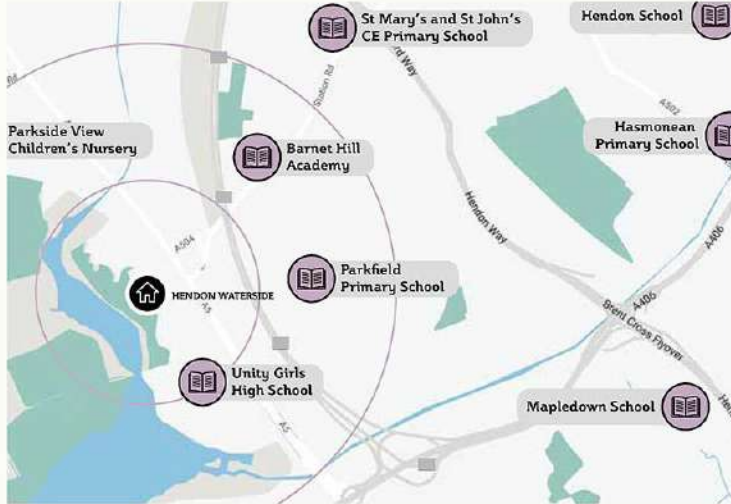 St Mary's and St John's
CE Primary School
Hendon School
Station Rd
Hendon Way
A502
Parkside View
Children's Nursery
Barnet Hill
Academy
Hasmonean
Primary School
A504
Parkfield
Primary School
HENDON WATERSIDE
A5
A406
A406
Brent Cross Flyover
Unity Girls
High School
Mapledown School
A5